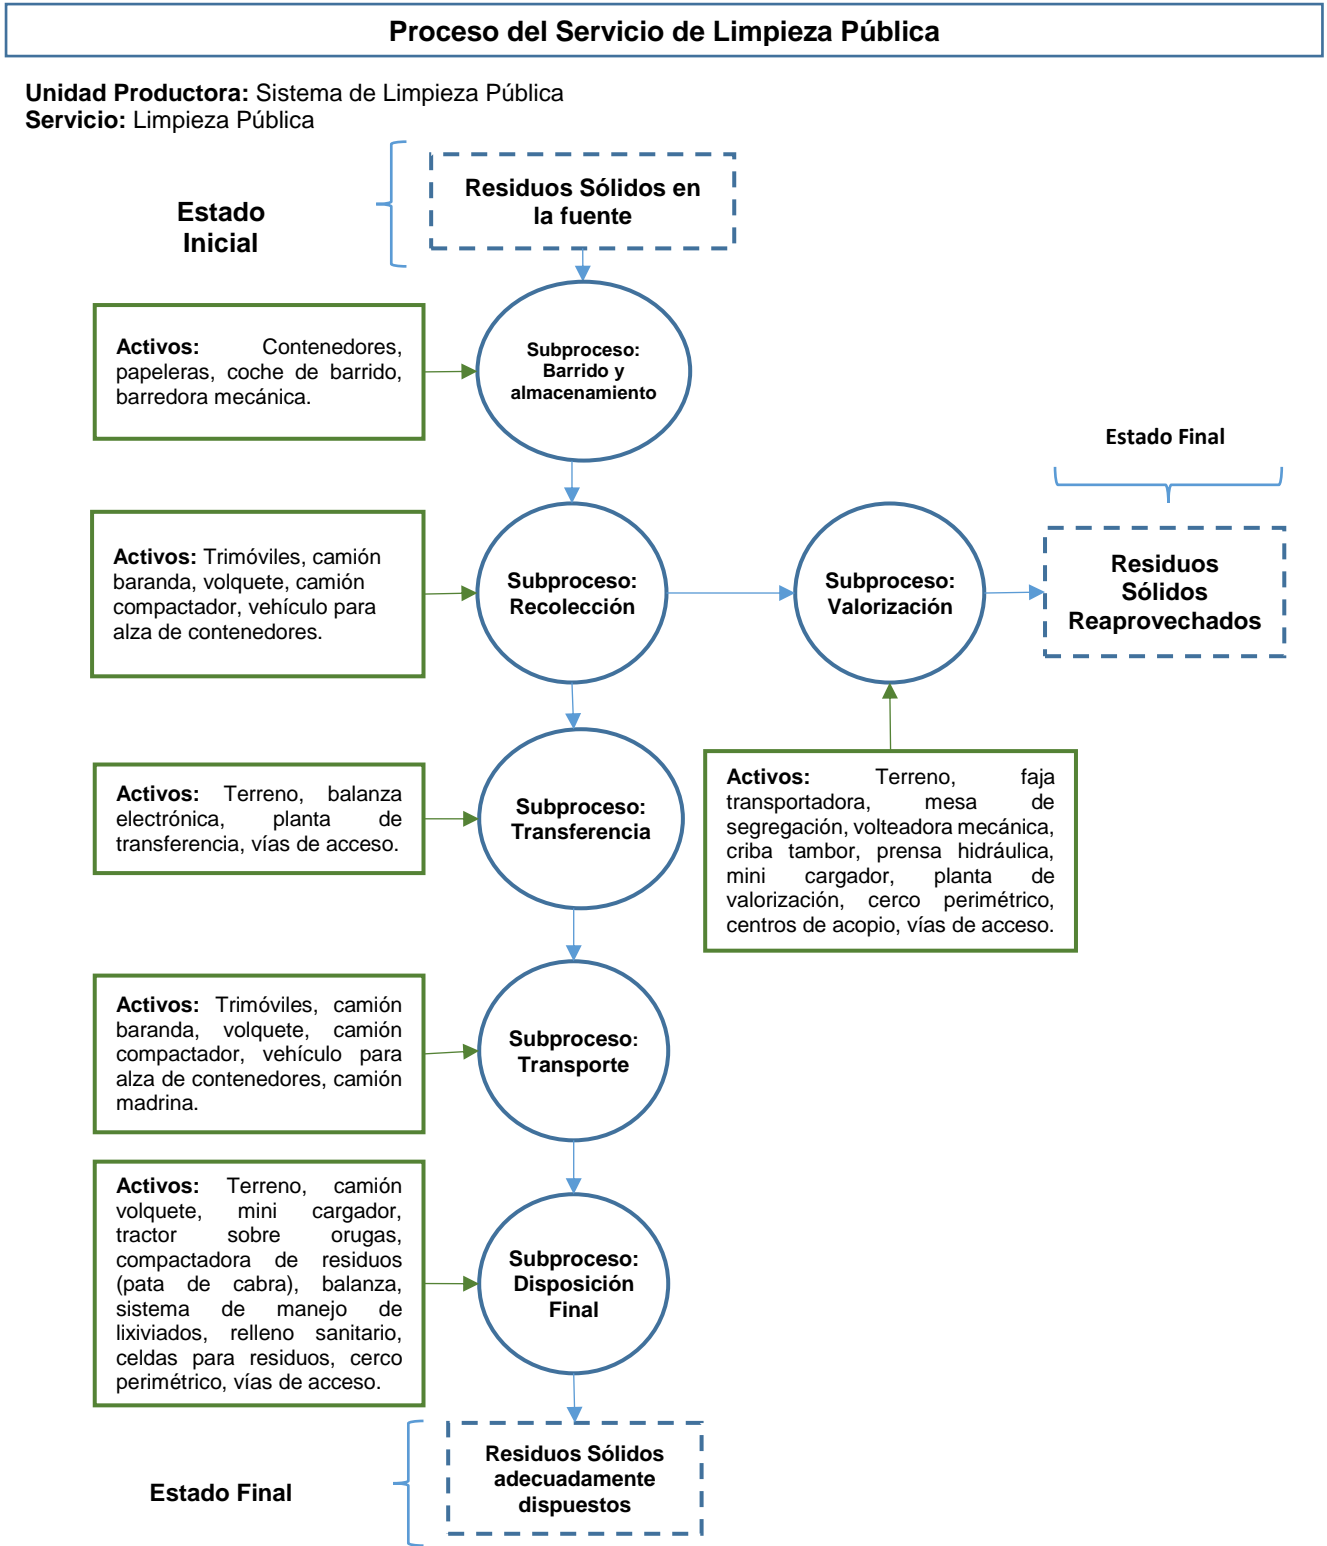 Proceso del Servicio de Limpieza Pública
Unidad Productora: Sistema de Limpieza Pública
Servicio: Limpieza Pública
Estado
Inicial
Residuos Sólidos en
la fuente
Activos: Contenedores,
papeleras, coche de barrido,
barredora mecánica.
Subproceso:
Barrido y
almacenamiento
Estado Final
Activos: Trimóviles, camión
baranda, volquete, camión
compactador, vehículo para
alza de contenedores.
Subproceso:
Recolección
Subproceso:
Valorización
Residuos
Sólidos
Reaprovechados
Activos: Terreno, balanza
electrónica, planta de
transferencia, vías de acceso.
Subproceso:
Transferencia
Activos: Terreno, faja
transportadora, mesa de
segregación, volteadora mecánica,
criba tambor, prensa hidráulica,
mini cargador, planta de
valorización, cerco perimétrico,
centros de acopio, vías de acceso.
Activos: Trimóviles, camión
baranda, volquete, camión
compactador, vehículo para
alza de contenedores, camión
madrina.
Subproceso:
Transporte
Activos: Terreno, camión
volquete, mini cargador,
tractor sobre orugas,
compactadora de residuos
(pata de cabra), balanza,
sistema de manejo de
lixiviados, relleno sanitario,
celdas para residuos, cerco
perimétrico, vías de acceso.
Subproceso:
Disposición
Final
Estado Final
Residuos Sólidos
adecuadamente
dispuestos